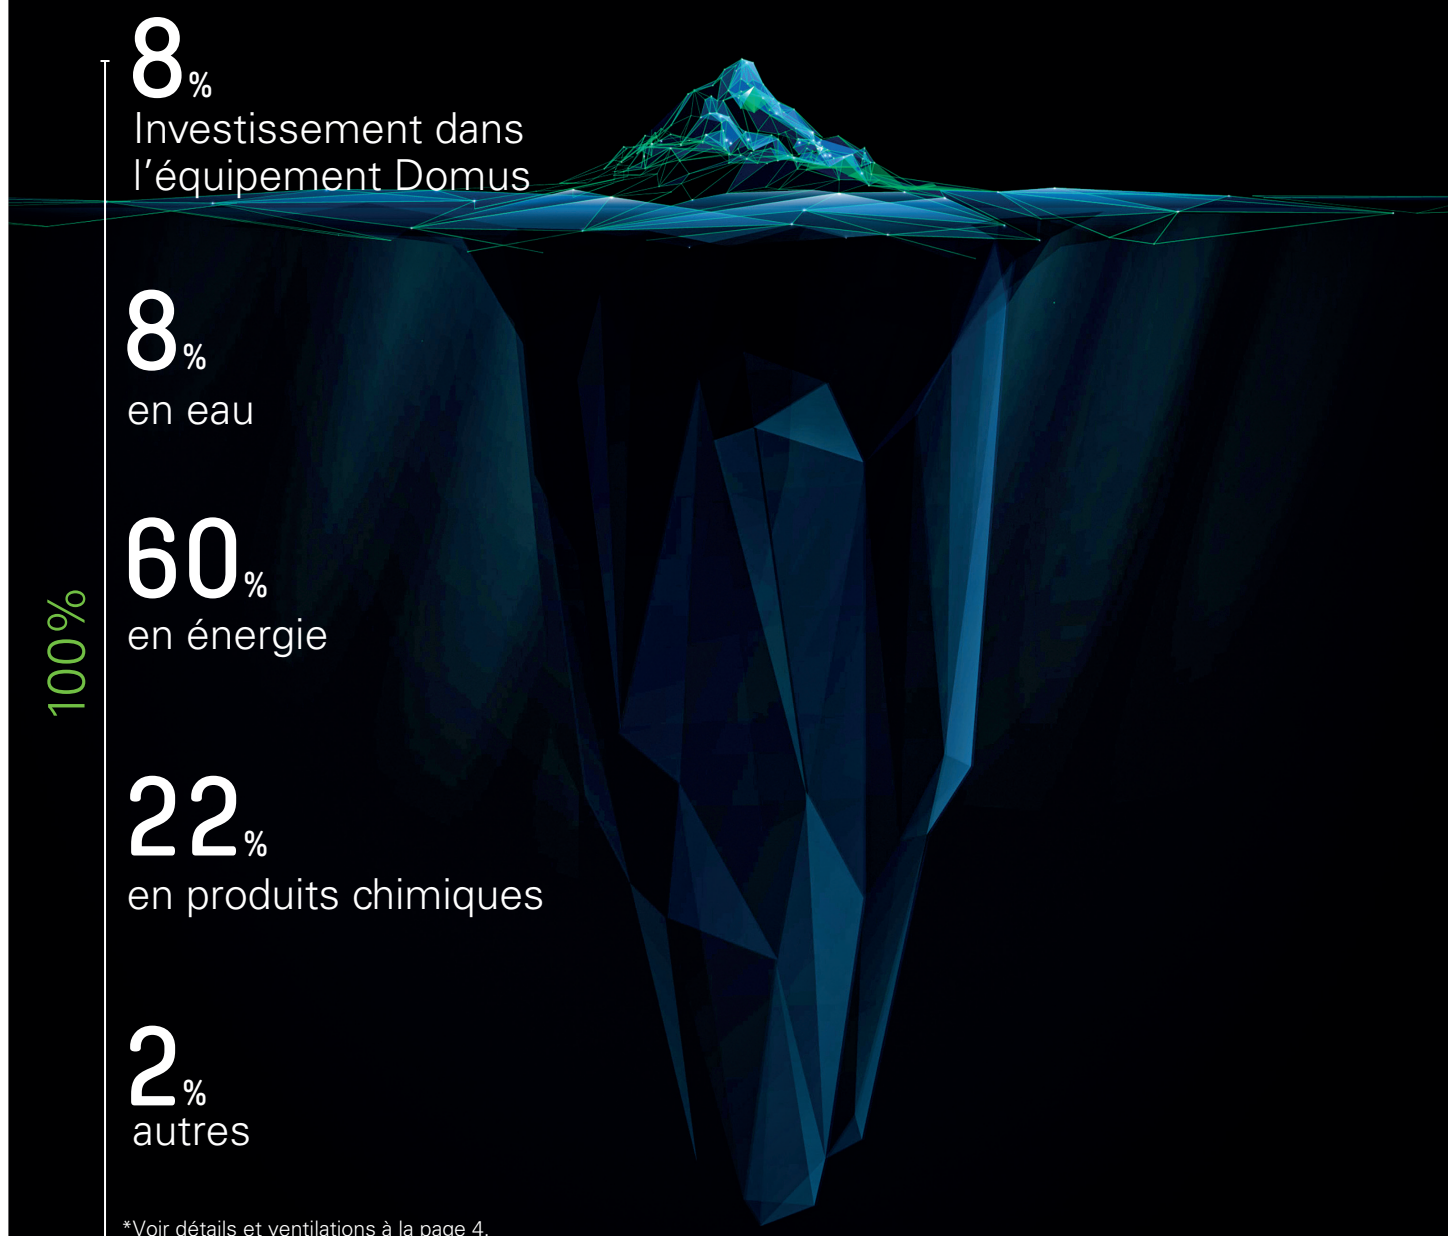 8%
Investissement dans
l'équipement Domus
8%
en eau
60%
en énergie
100%
22%
en produits chimiques
2%
autres
*Voir détails et ventilations à la page 4.